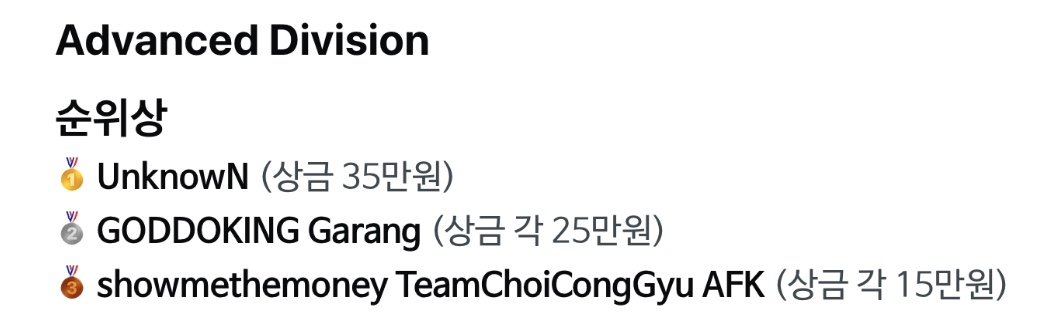 Advanced Division
순위상
🥇 UnknowN (상금 35만원)
🥈 GODDOKING Garang (상금 각 25만원)
🥉 showmethemoney TeamChoiCongGyu AFK (상금 각 15만원)